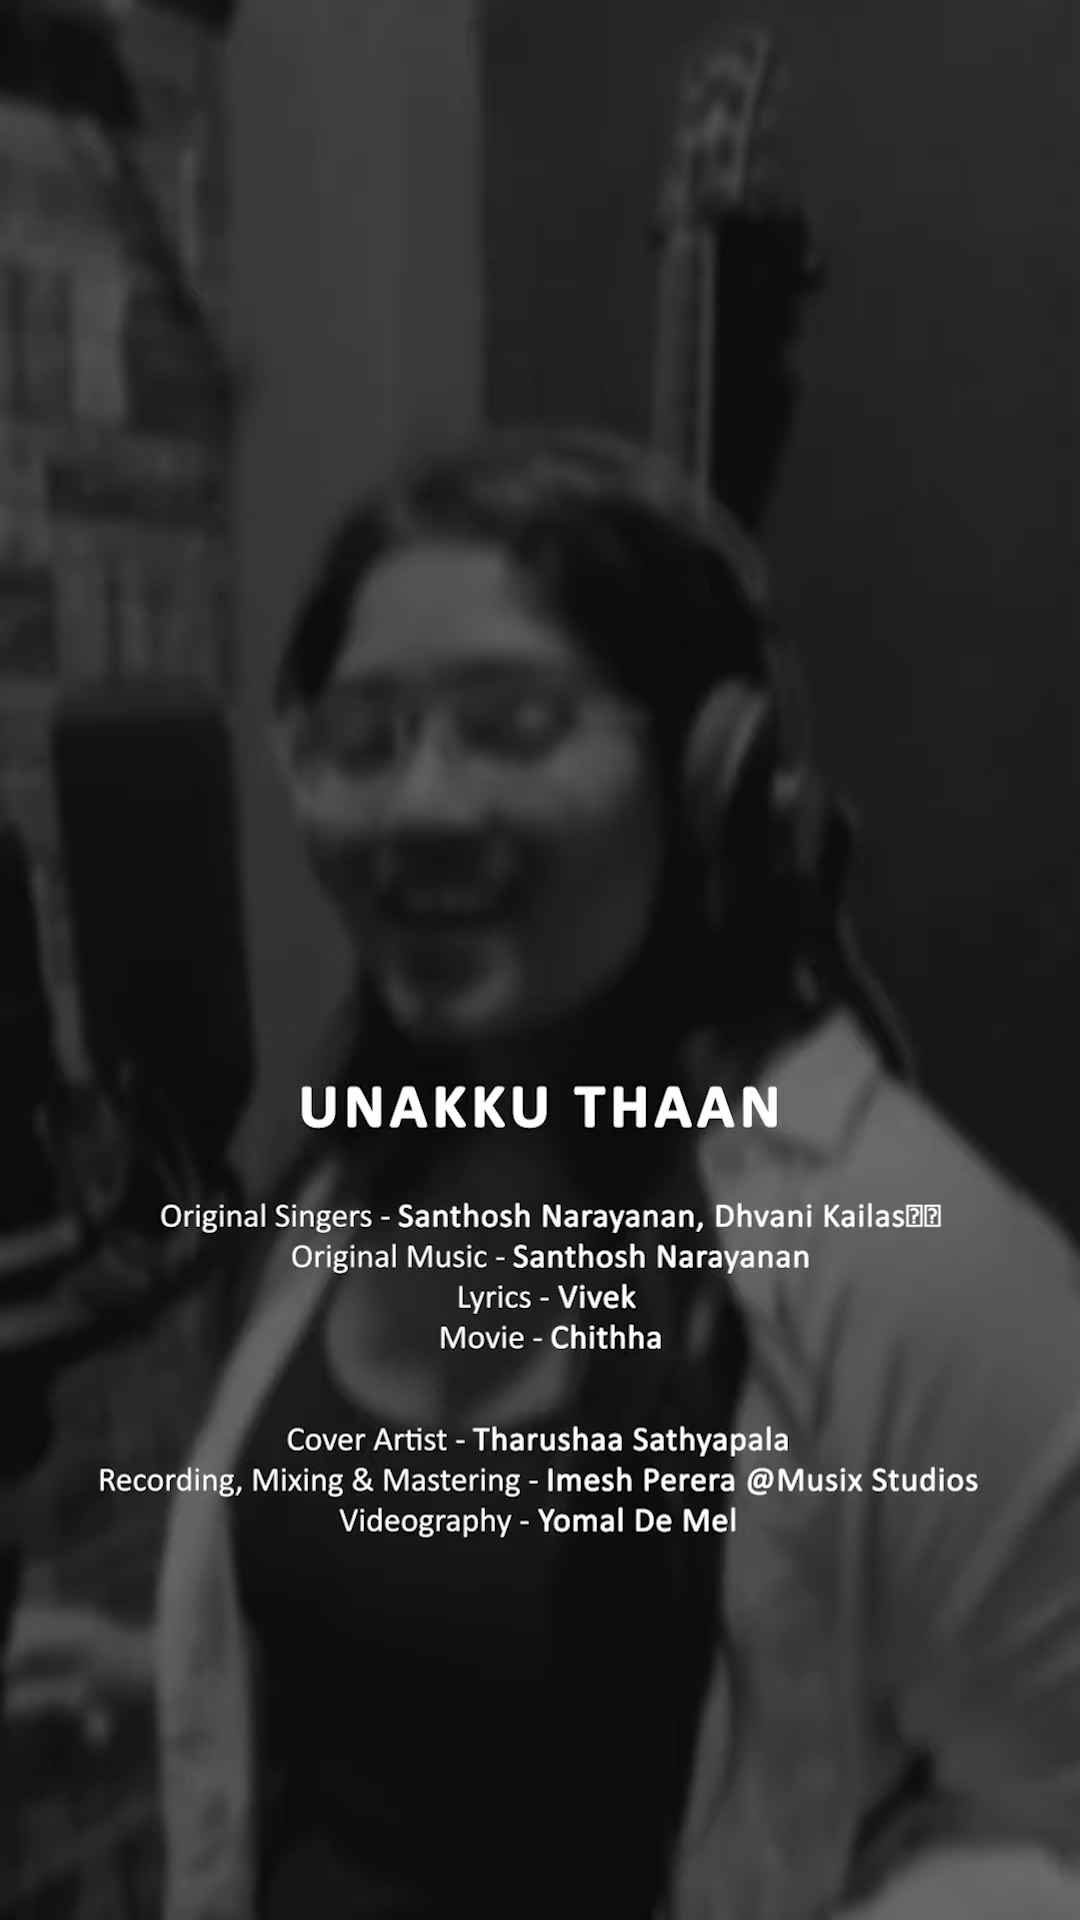 UNAKKU THAAN
Original Singers - Santhosh Narayanan, Dhvani Kailas⍰⍰
Original Music - Santhosh Narayanan
Lyrics - Vivek
Movie - Chithha
Cover Artist - Tharushaa Sathyapala
Recording, Mixing & Mastering - Imesh Perera @Musix Studios
Videography - Yomal De Mel